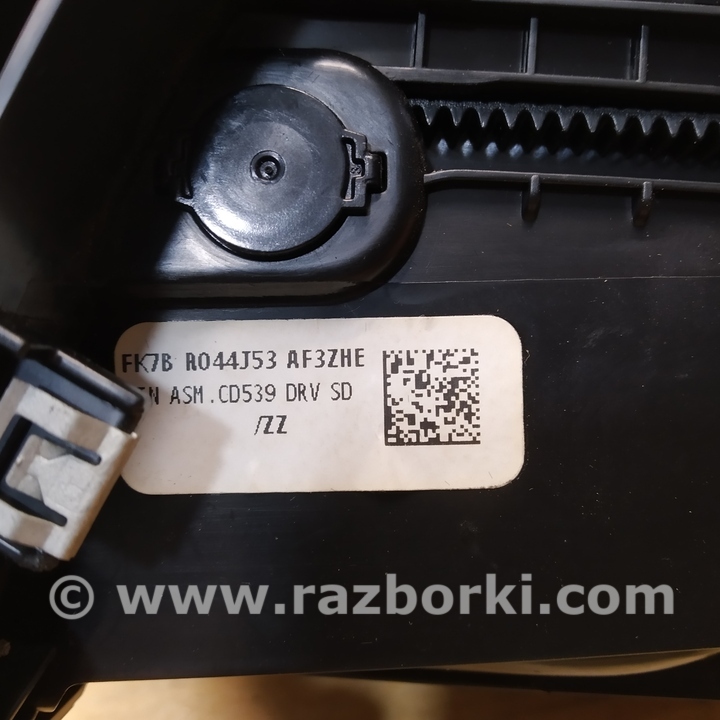 FK7B R044J53 AF3ZHE
ASM.CD539 DRV SD
/ZZ
© www.razborki.com